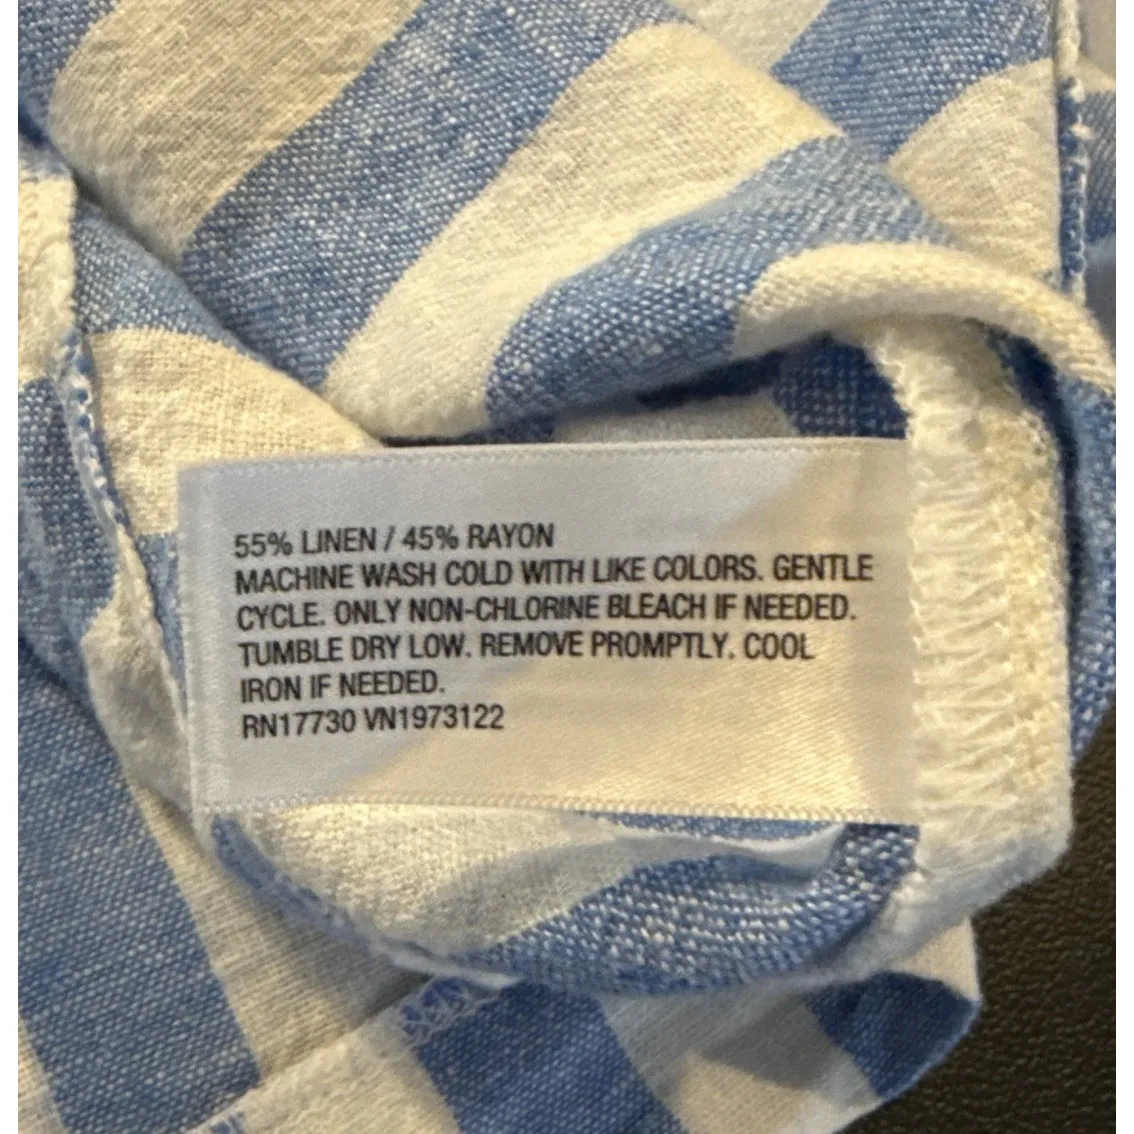 55% LINEN / 45% RAYON
MACHINE WASH COLD WITH LIKE COLORS. GENTLE
CYCLE. ONLY NON-CHLORINE BLEACH IF NEEDED.
TUMBLE DRY LOW. REMOVE PROMPTLY. COOL
IRON IF NEEDED.
RN17730 VN1973122